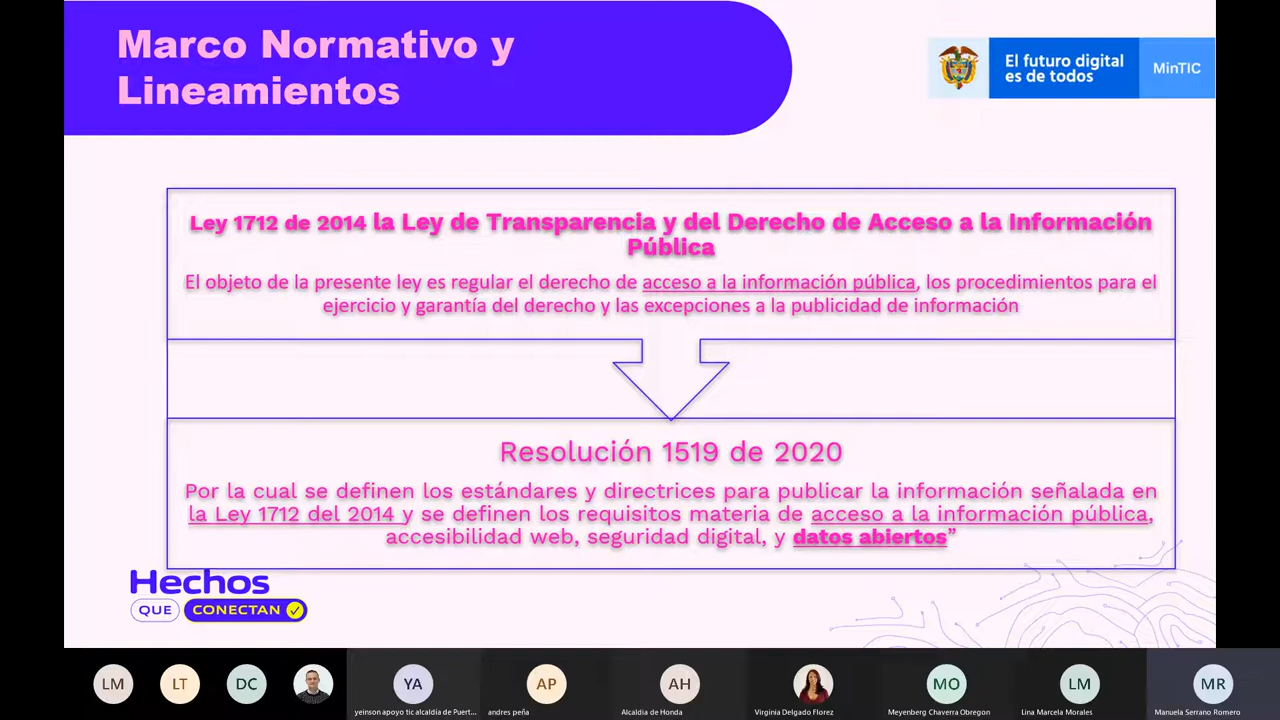 Marco Normativo y
Lineamientos
El futuro digital
es de todos
MinTIC
Ley 1712 de 2014 la Ley de Transparencia y del Derecho de Acceso a la Información
Pública
El objeto de la presente ley es regular el derecho de acceso a la información pública, los procedimientos para el
ejercicio y garantía del derecho y las excepciones a la publicidad de información
Resolución 1519 de 2020
Por la cual se definen los estándares y directrices para publicar la información señalada en
la Ley 1712 del 2014 y se definen los requisitos materia de acceso a la información pública,
accesibilidad web, seguridad digital, y datos abiertos”
Hechos
QUE CONECTAN
LM
LT
DC
YA
AP
AH
MO
LM
MR
yeinson apoyo tic alcaldía de Puert...
andres peña
Alcaldia de Honda
Virginia Delgado Florez
Meyenberg Chaverra Obregon
Lina Marcela Morales
Manuela Serrano Romero